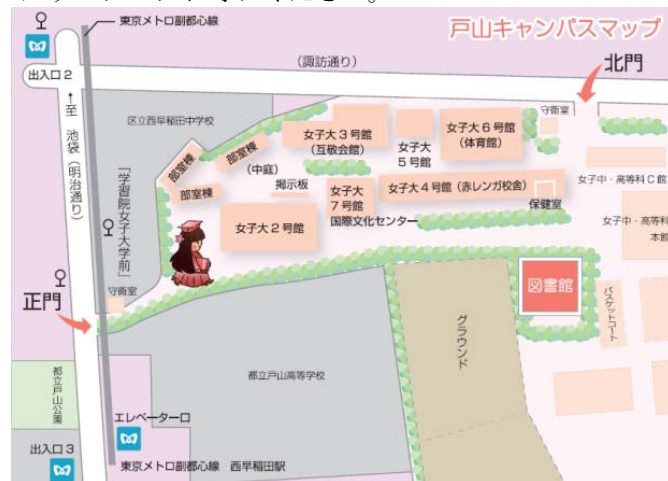 東京メトロ副都心線
戸山キャンパスマップ
出入口2
(諏訪通り)
北門
←至 池袋(明治通り)
区立西早稲田中学校
守衛室
女子大3号館
(互敬会館)
女子大
5号館
女子大6号館
(体育館)
部室棟
部室棟
部室棟
(中庭)
掲示板
女子大
7号館
女子大4号館(赤レンガ校舎)
女子中・高等科C館
国際文化センター
保健室
女子大2号館
女子中・高等科
本館
「学習院女子大学前」
守衛室
正門
図書館
バスケットコート
グラウンド
都立戸山公園
都立戸山高等学校
エレベーター口
出入口3
東京メトロ副都心線 西早稲田駅